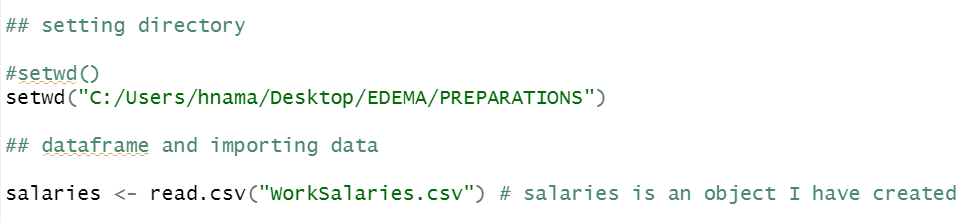 ## setting directory
#setwd()
setwd("C:/Users/hnama/Desktop/EDEMA/PREPARATIONS")
## dataframe and importing data
salaries <- read.csv("WorkSalaries.csv") # salaries is an object I have created